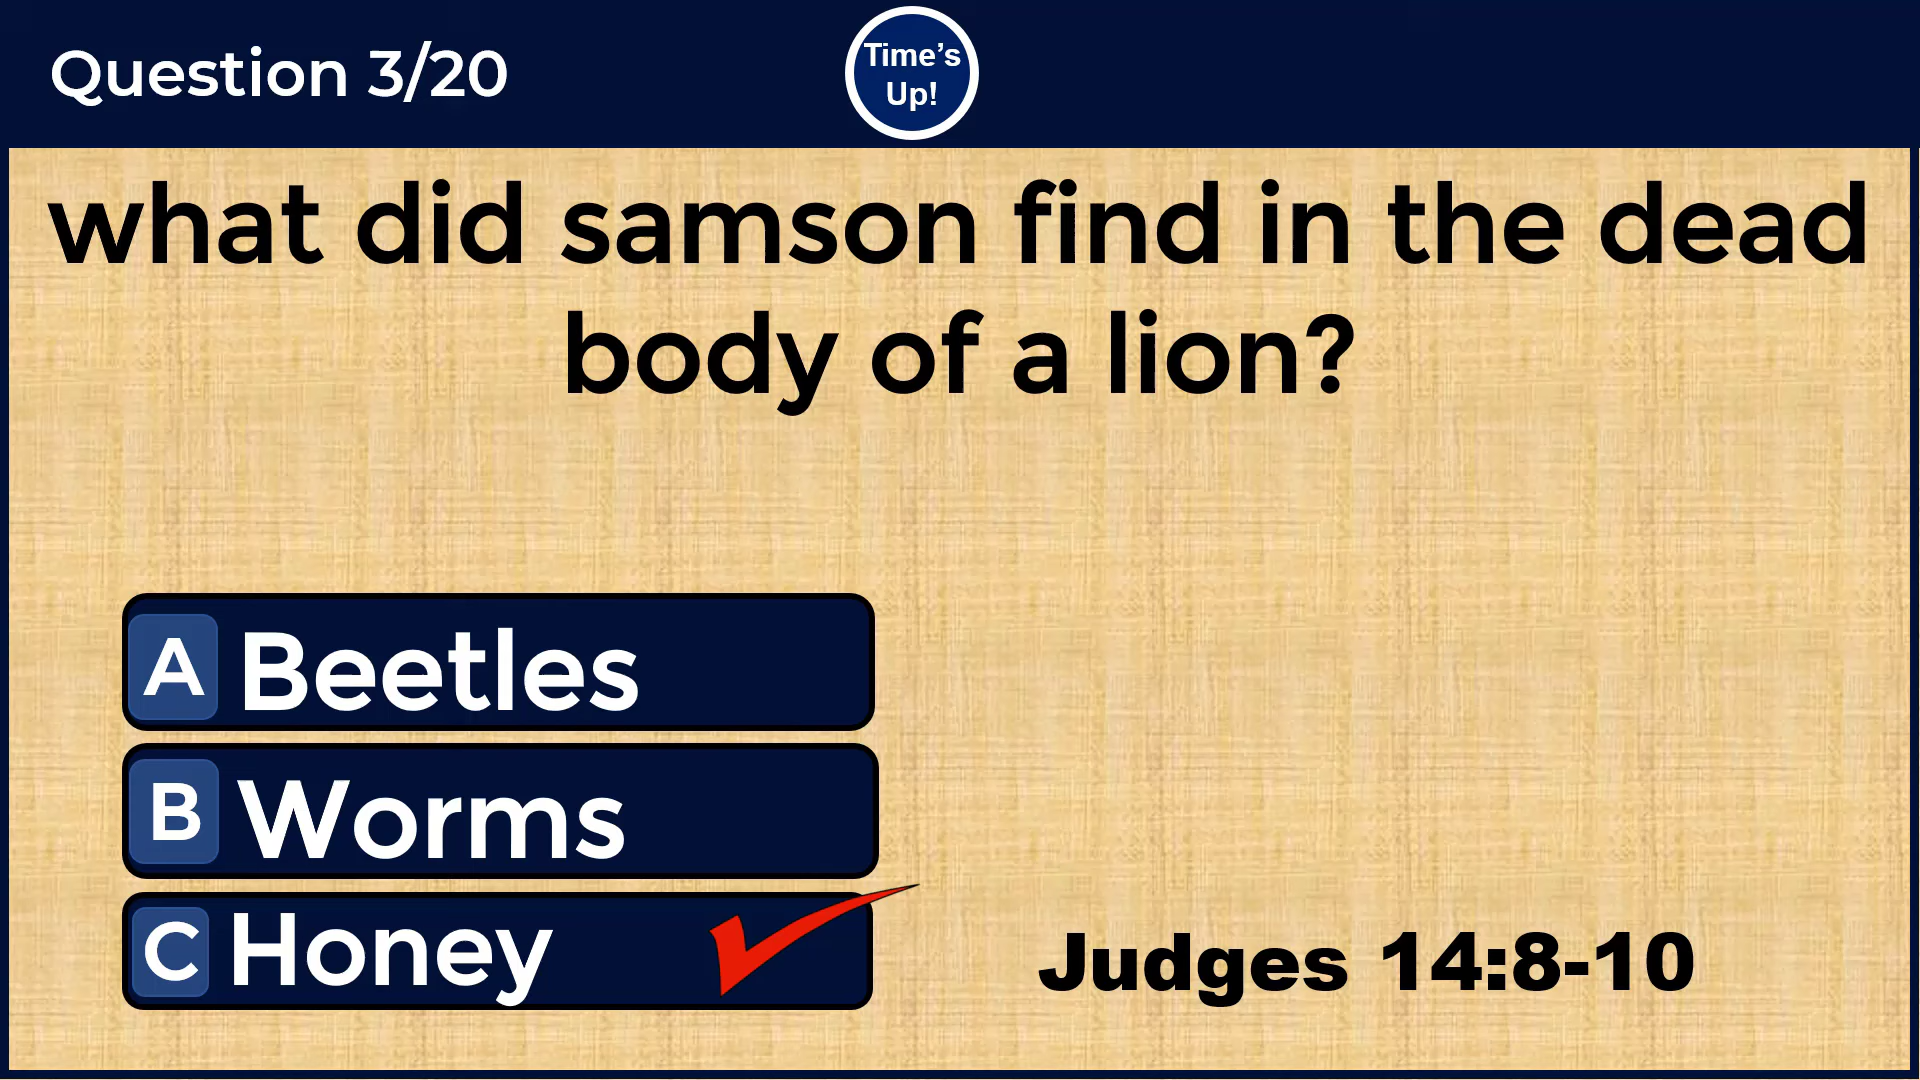 Question 3/20
Time's
Up!
what did samson find in the dead
body of a lion?
A Beetles
B Worms
C Honey
Judges 14:8-10